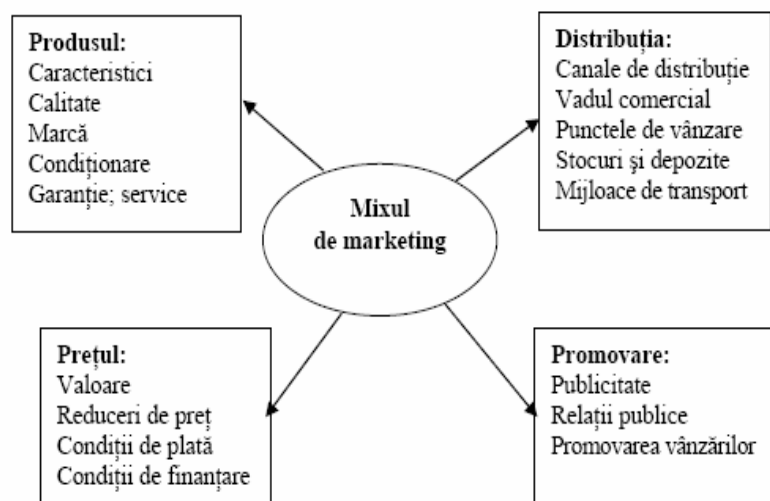 Produsul:
Caracteristici
Calitate
Marcă
Condiționare
Garanție; service
Distribuția:
Canale de distribuție
Vadul comercial
Punctele de vânzare
Stocuri şi depozite
Mijloace de transport
Mixul
de marketing
Prețul:
Valoare
Reduceri de preț
Condiții de plată
Condiții de finanțare
Promovare:
Publicitate
Relații publice
Promovarea vânzărilor